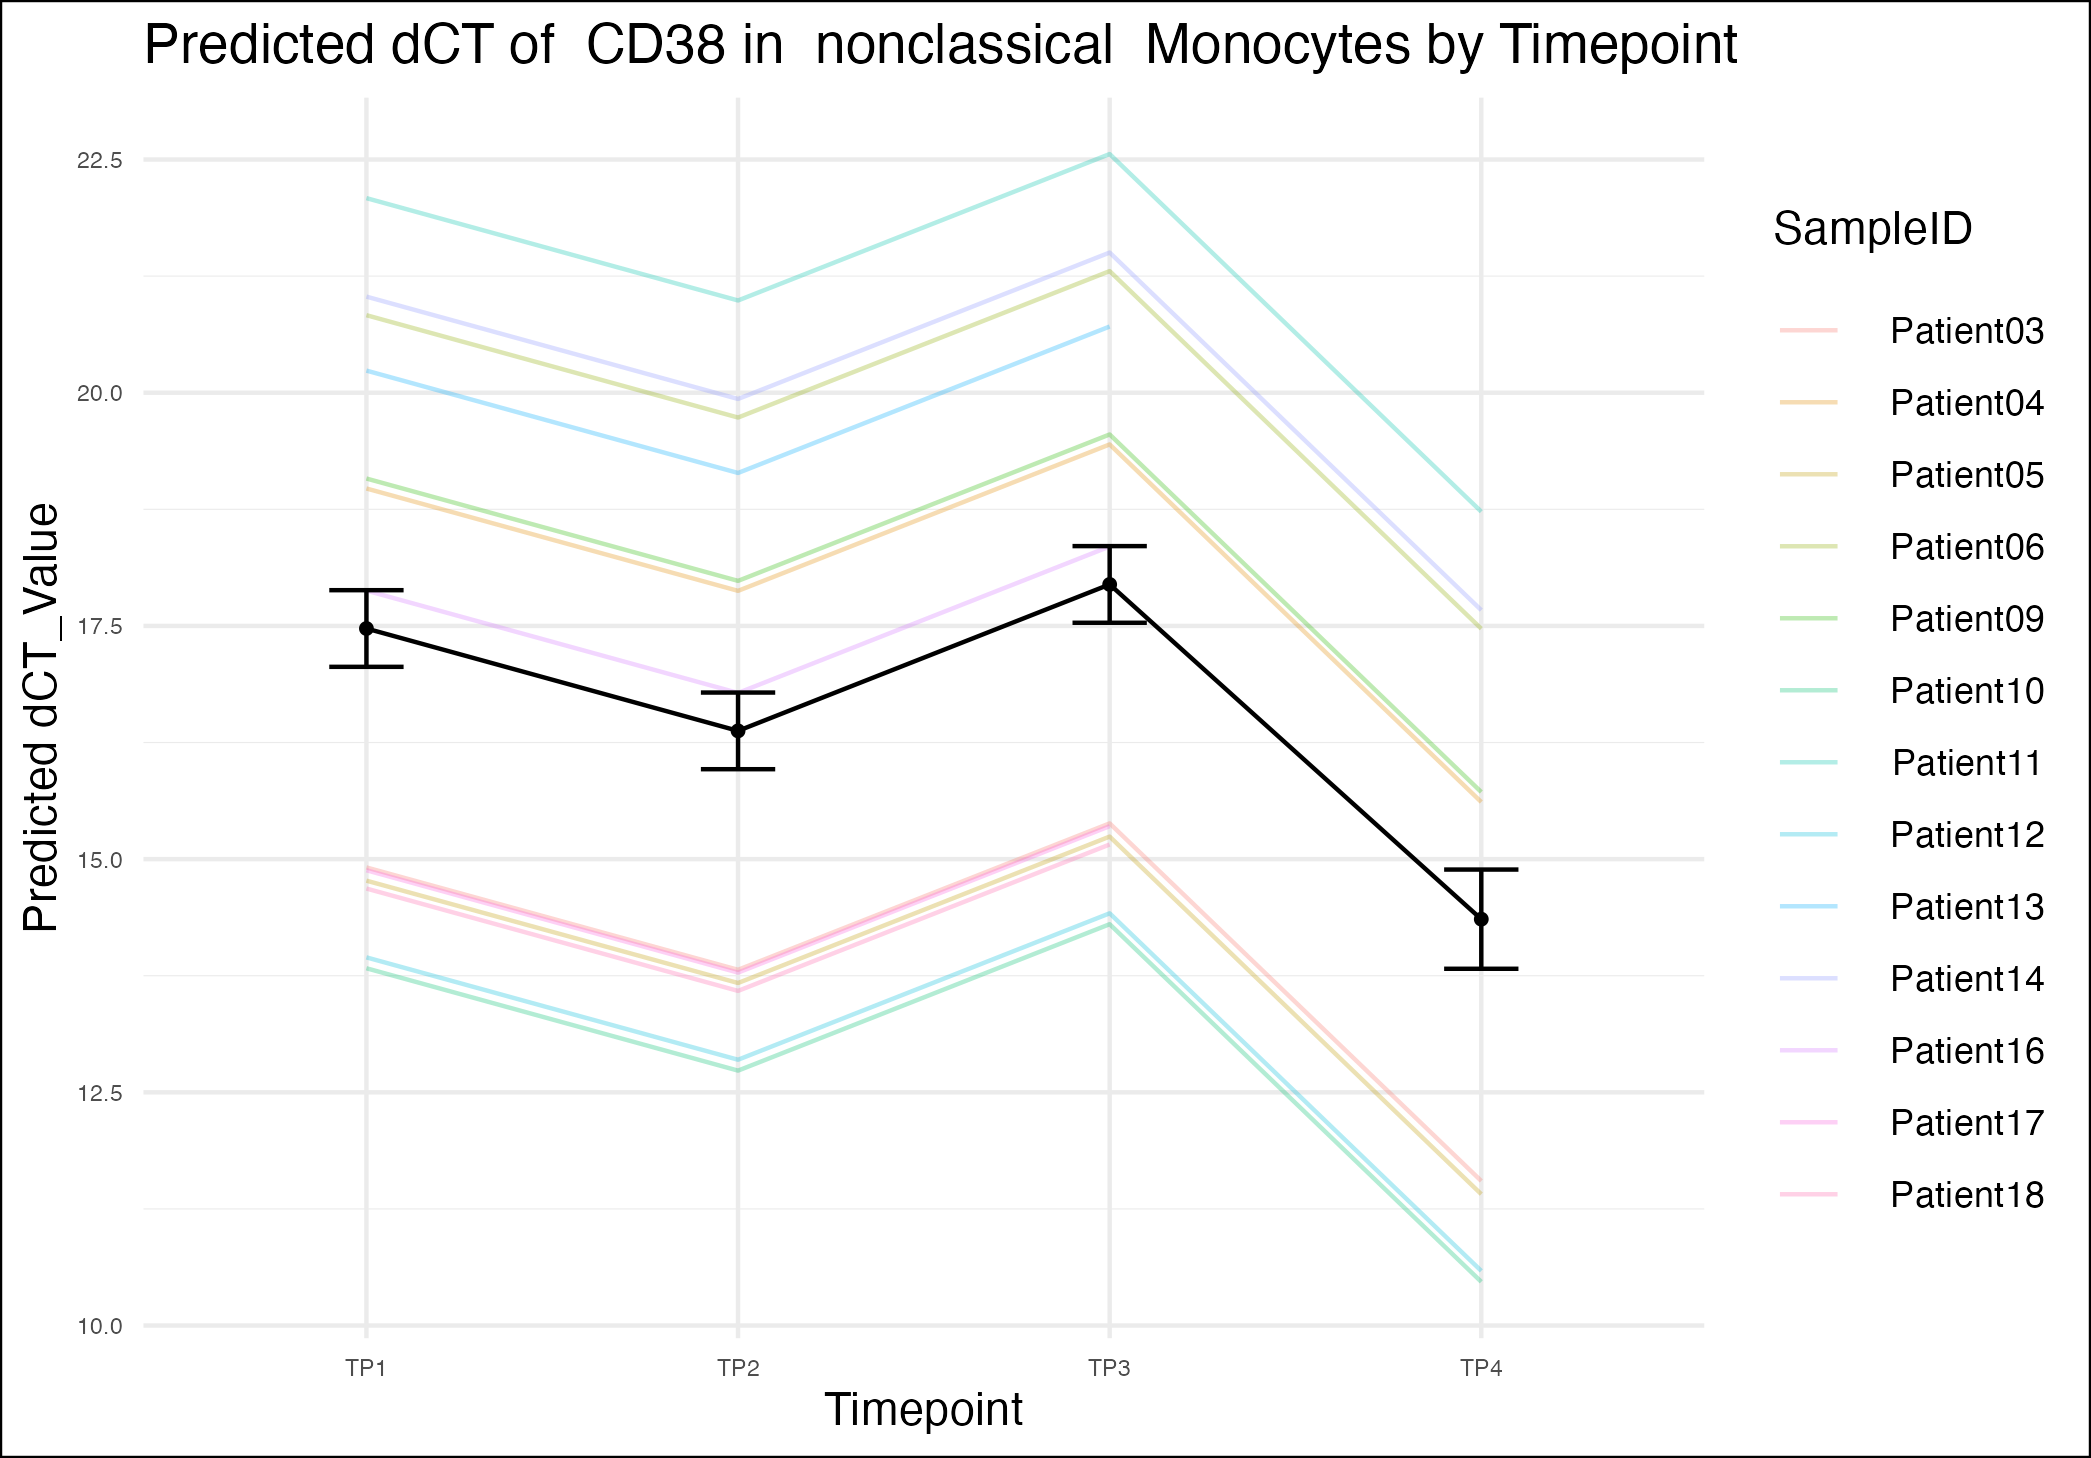 Predicted dCT of  CD38 in  nonclassical  Monocytes by Timepoint
Predicted dCT_Value
22.5
20.0
17.5
15.0
12.5
10.0
TP1 TP2 TP3 TP4
Timepoint
SampleID
Patient03
Patient04
Patient05
Patient06
Patient09
Patient10
Patient11
Patient12
Patient13
Patient14
Patient16
Patient17
Patient18